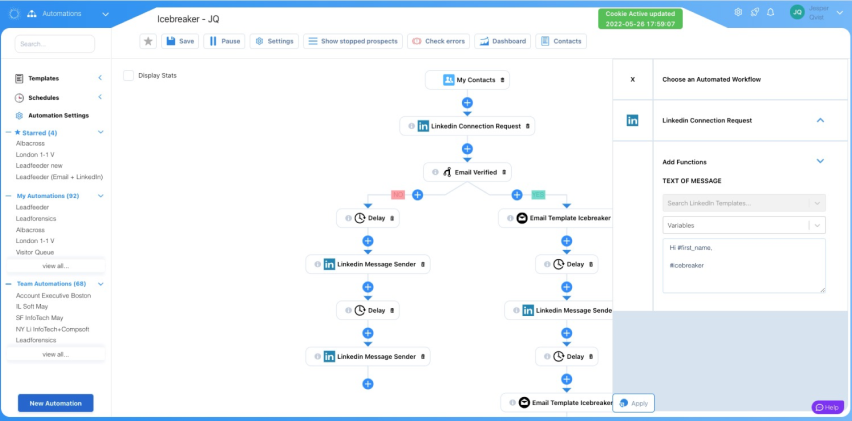 Automations
Icebreaker - JQ
Cookie Active updated
2022-05-26 17:59:07
JQ
Jasper
Quap
Search...
Save
Pause
Settings
Show stopped prospects
Check errors
Dashboard
Contacts
Templates
Schedules
Automation Settings
Starred (4)
Albacross
London 1-1 V
Leadfeeder new
Leadfeeder (Email + LinkedIn)
My Automations (92)
Leadfeeder
Leadforensics
Albacross
London 1-1 V
Visitor Queue
view all...
Team Automations (68)
Account Executive Boston
IL Soft May
SF InfoTech May
NY Li InfoTech+Compsoft
Leadforensics
view all...
New Automation
Display Stats
My Contacts
Linkedin Connection Request
Email Verified
NO
YES
Delay
Email Template Icebreaker
Linkedin Message Sender
Delay
Delay
Linkedin Message Sende
Linkedin Message Sender
Delay
Email Template Icebreaker
X
Choose an Automated Workflow
Linkedin Connection Request
Add Functions
TEXT OF MESSAGE
Search LinkedIn Templates...
Variables
Hi #first_name,
#icebreaker
Apply
Help